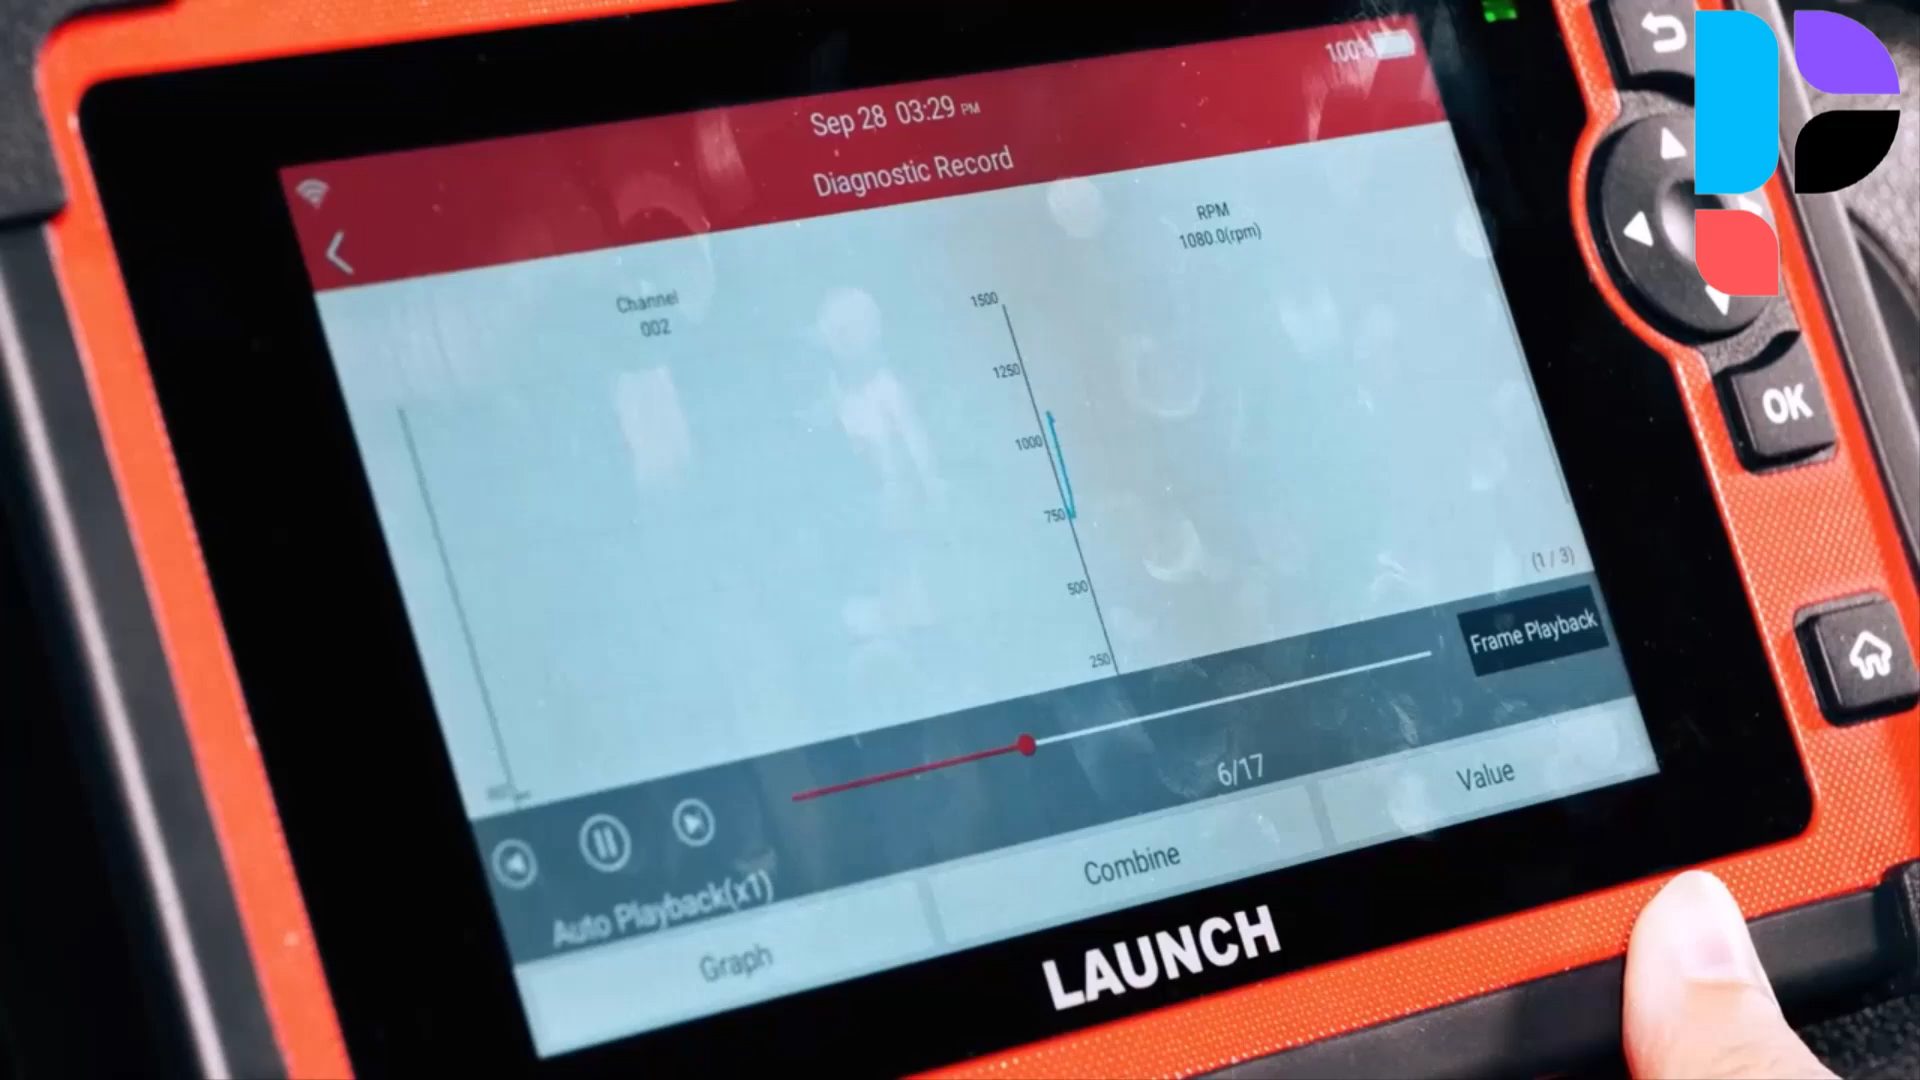 100%
Sep 28 03:29 PM
Diagnostic Record
RPM
1080.0(rpm)
Channel
002
1500
1250
1000
750
500
250
(1 / 3)
Frame Playback
6/17
Auto Playback(x1)
Graph
Combine
Value
LAUNCH
OK